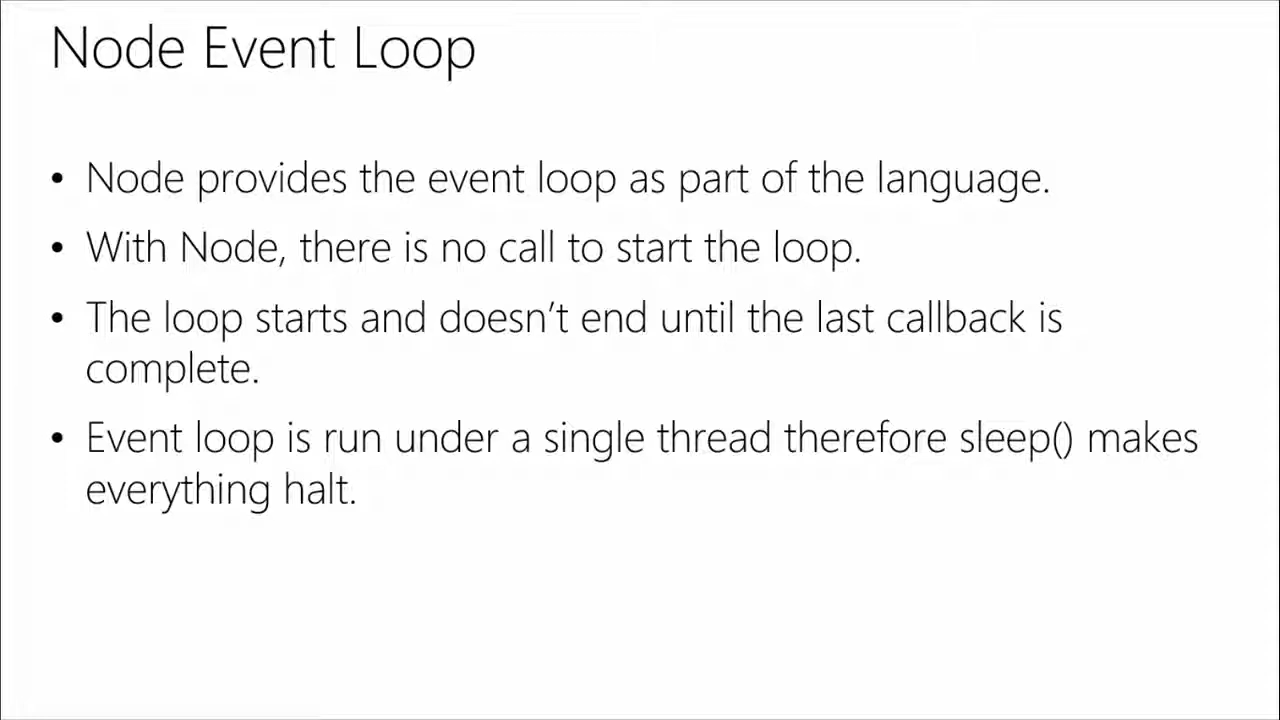 Node Event Loop
• Node provides the event loop as part of the language.
• With Node, there is no call to start the loop.
• The loop starts and doesn’t end until the last callback is
complete.
• Event loop is run under a single thread therefore sleep() makes
everything halt.